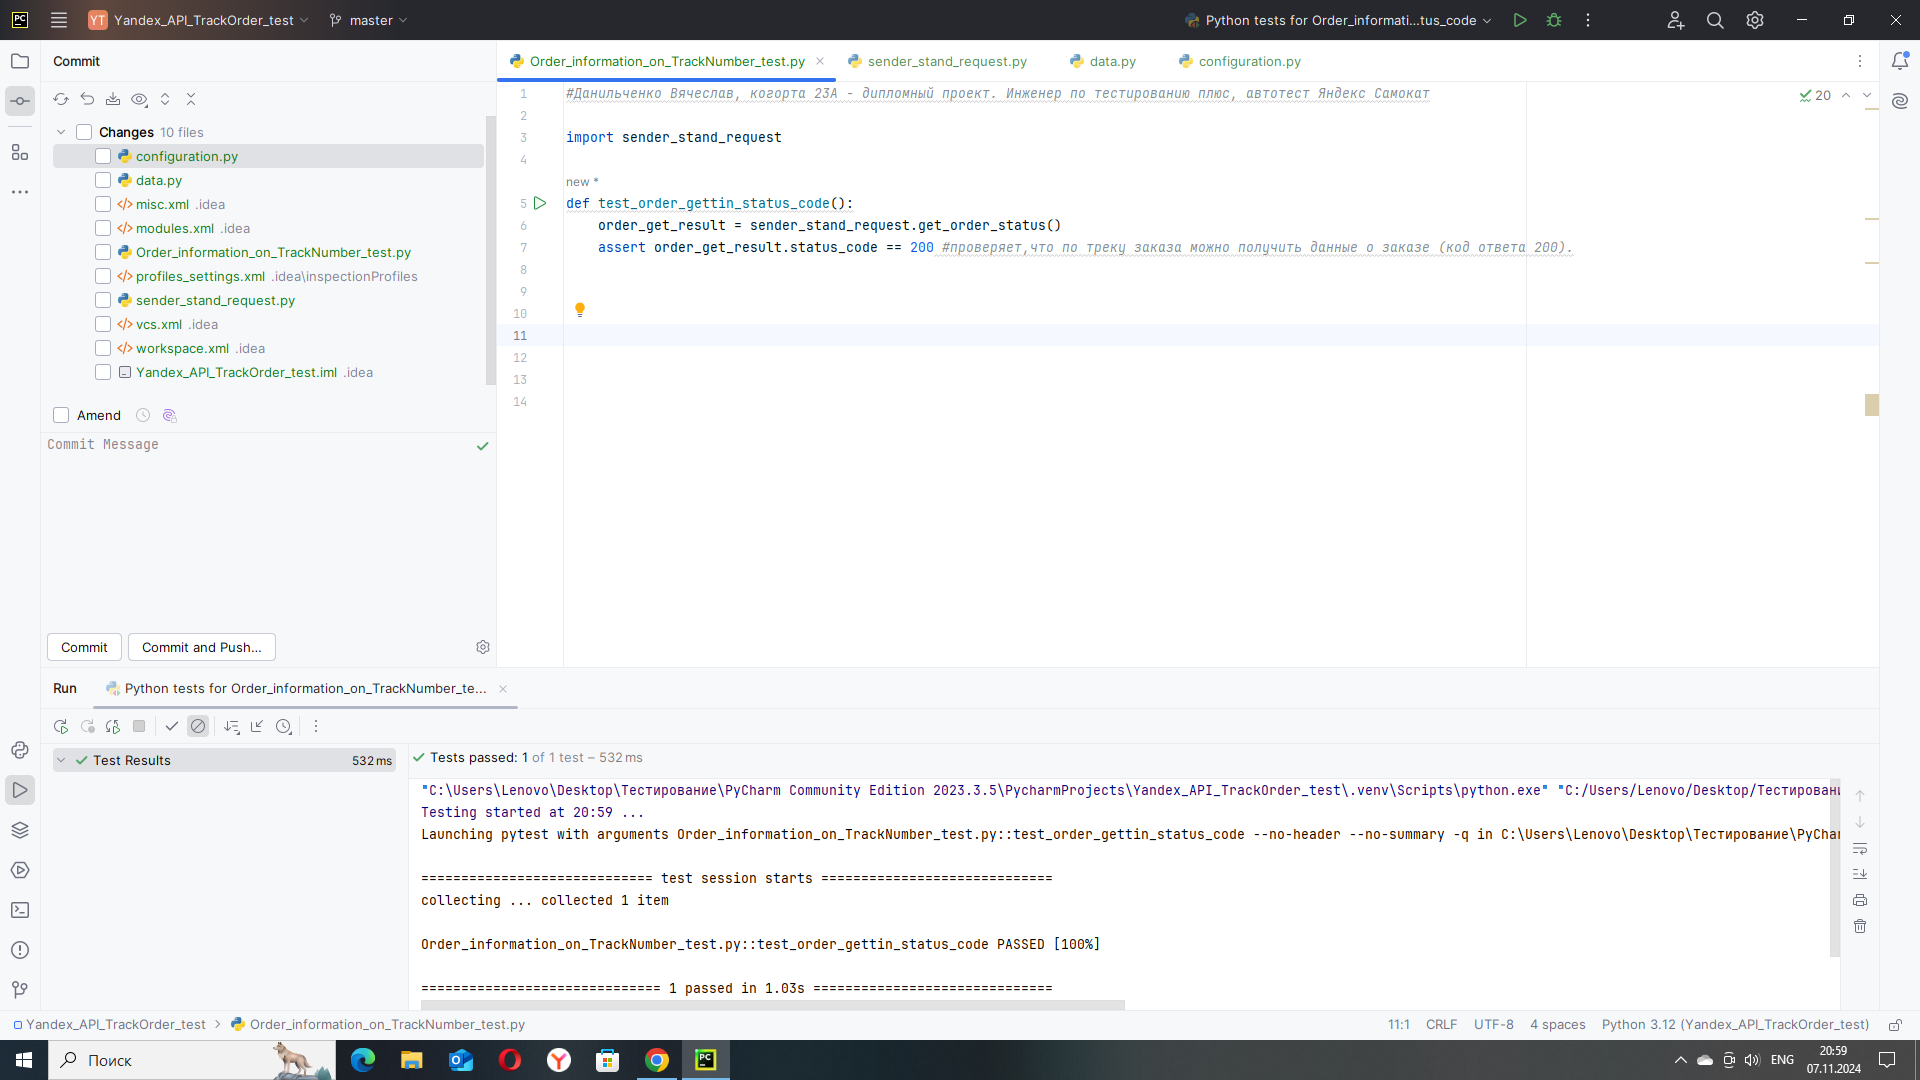 PC YT Yandex_API_TrackOrder_test master Python tests for Order_informati...tus_code
Commit
Order_information_on_TrackNumber_test.py sender_stand_request.py data.py configuration.py
Changes 10 files
configuration.py
data.py
misc.xml .idea
modules.xml .idea
Order_information_on_TrackNumber_test.py
profiles_settings.xml .idea\inspectionProfiles
sender_stand_request.py
vcs.xml .idea
workspace.xml .idea
Yandex_API_TrackOrder_test.iml .idea
Amend
Commit Message
Commit Commit and Push...
20
1 #Данильченко Вячеслав, когорта 23А - дипломный проект. Инженер по тестированию плюс, автотест Яндекс Самокат
2
3 import sender_stand_request
4
new *
5 def test_order_gettin_status_code():
6 order_get_result = sender_stand_request.get_order_status()
7 assert order_get_result.status_code == 200 #проверяет,что по треку заказа можно получить данные о заказе (код ответа 200).
8
9
10
11
12
13
14
Run Python tests for Order_information_on_TrackNumber_te...
Test Results 532 ms
Tests passed: 1 of 1 test – 532 ms
"C:\Users\Lenovo\Desktop\Тестирование\PyCharm Community Edition 2023.3.5\PycharmProjects\Yandex_API_TrackOrder_test\.venv\Scripts\python.exe" "C:/Users/Lenovo/Desktop/Тестировани
Testing started at 20:59 ...
Launching pytest with arguments Order_information_on_TrackNumber_test.py::test_order_gettin_status_code --no-header --no-summary -q in C:\Users\Lenovo\Desktop\Тестирование\PyChar
============================= test session starts =============================
collecting ... collected 1 item
Order_information_on_TrackNumber_test.py::test_order_gettin_status_code PASSED [100%]
============================== 1 passed in 1.03s ==============================
Yandex_API_TrackOrder_test Order_information_on_TrackNumber_test.py 11:1 CRLF UTF-8 4 spaces Python 3.12 (Yandex_API_TrackOrder_test)
Поиск PC ENG 20:59
07.11.2024